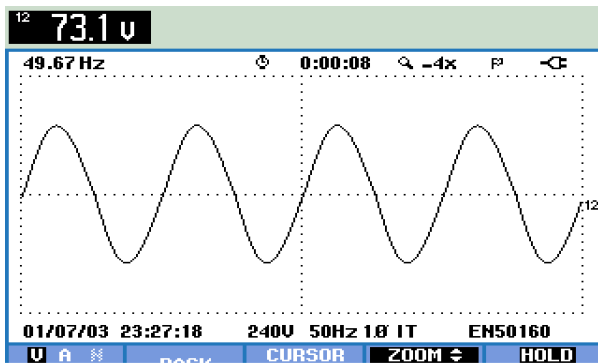 12 73.1 V
49.67 Hz 0:00:08 -4x
12
01/07/03 23:27:18 240V 50Hz 1Ø IT EN50160
V A BACK CURSOR ZOOM HOLD